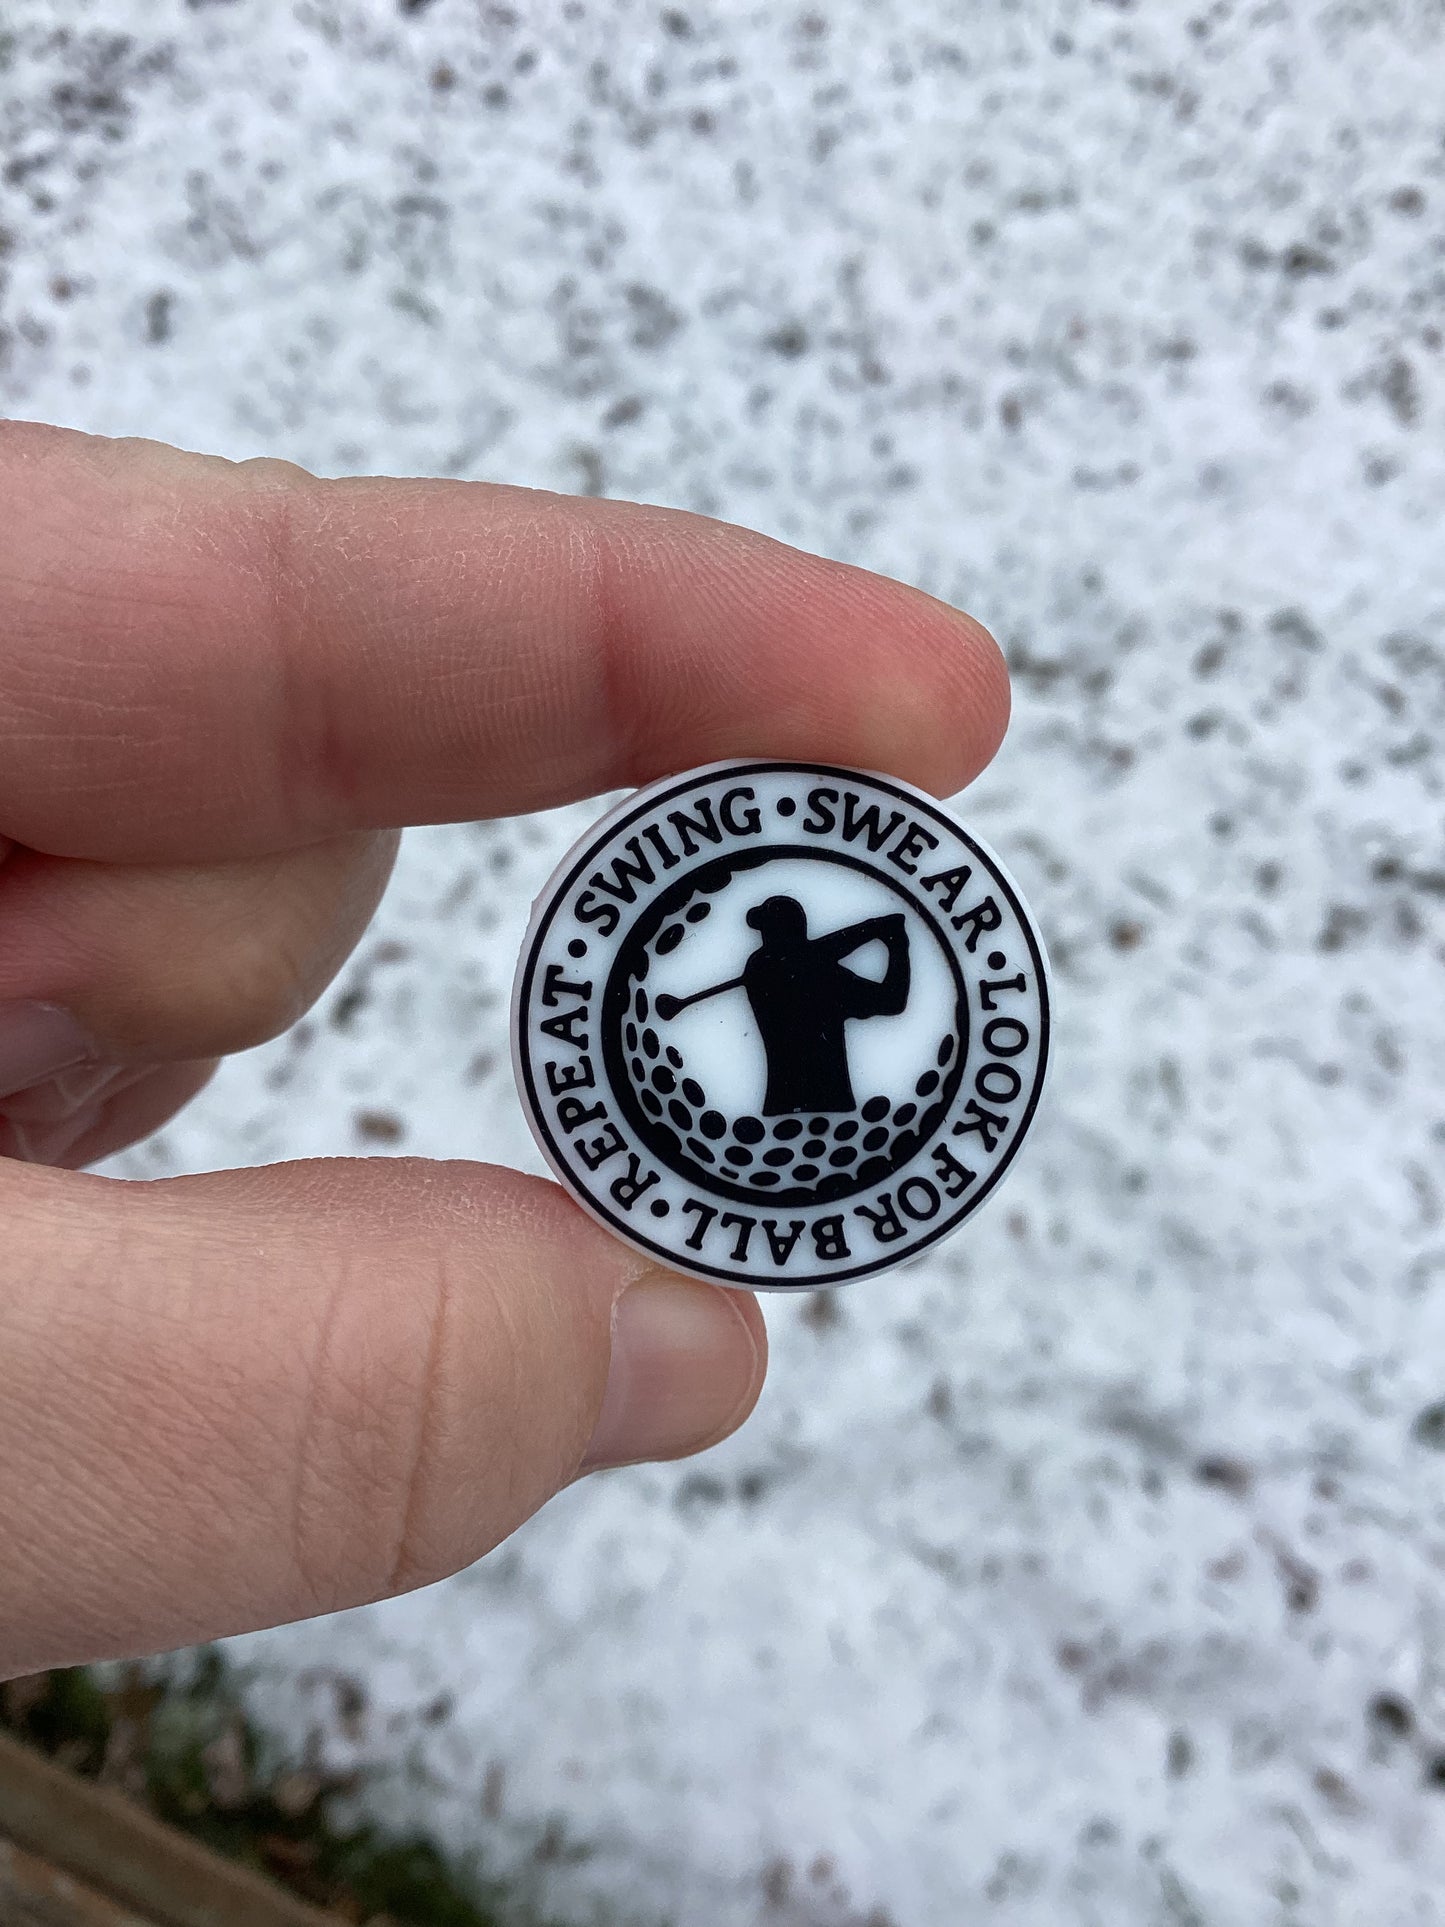 SWING • SWEAR • LOOK FOR BALL • REPEAT •